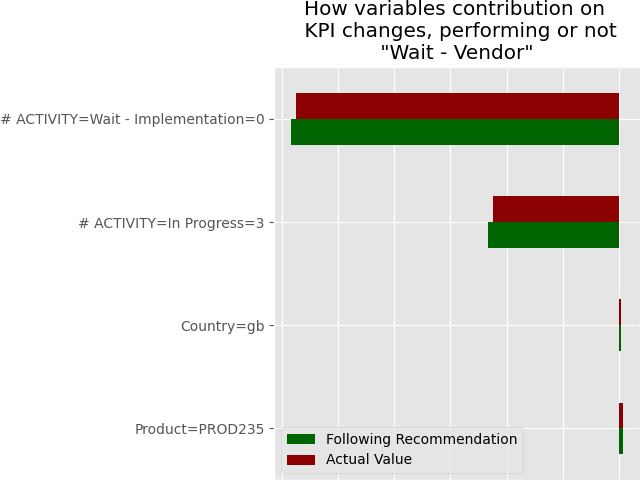 How variables contribution on
KPI changes, performing or not
"Wait - Vendor"
# ACTIVITY=Wait - Implementation=0
# ACTIVITY=In Progress=3
Country=gb
Product=PROD235
Following Recommendation
Actual Value